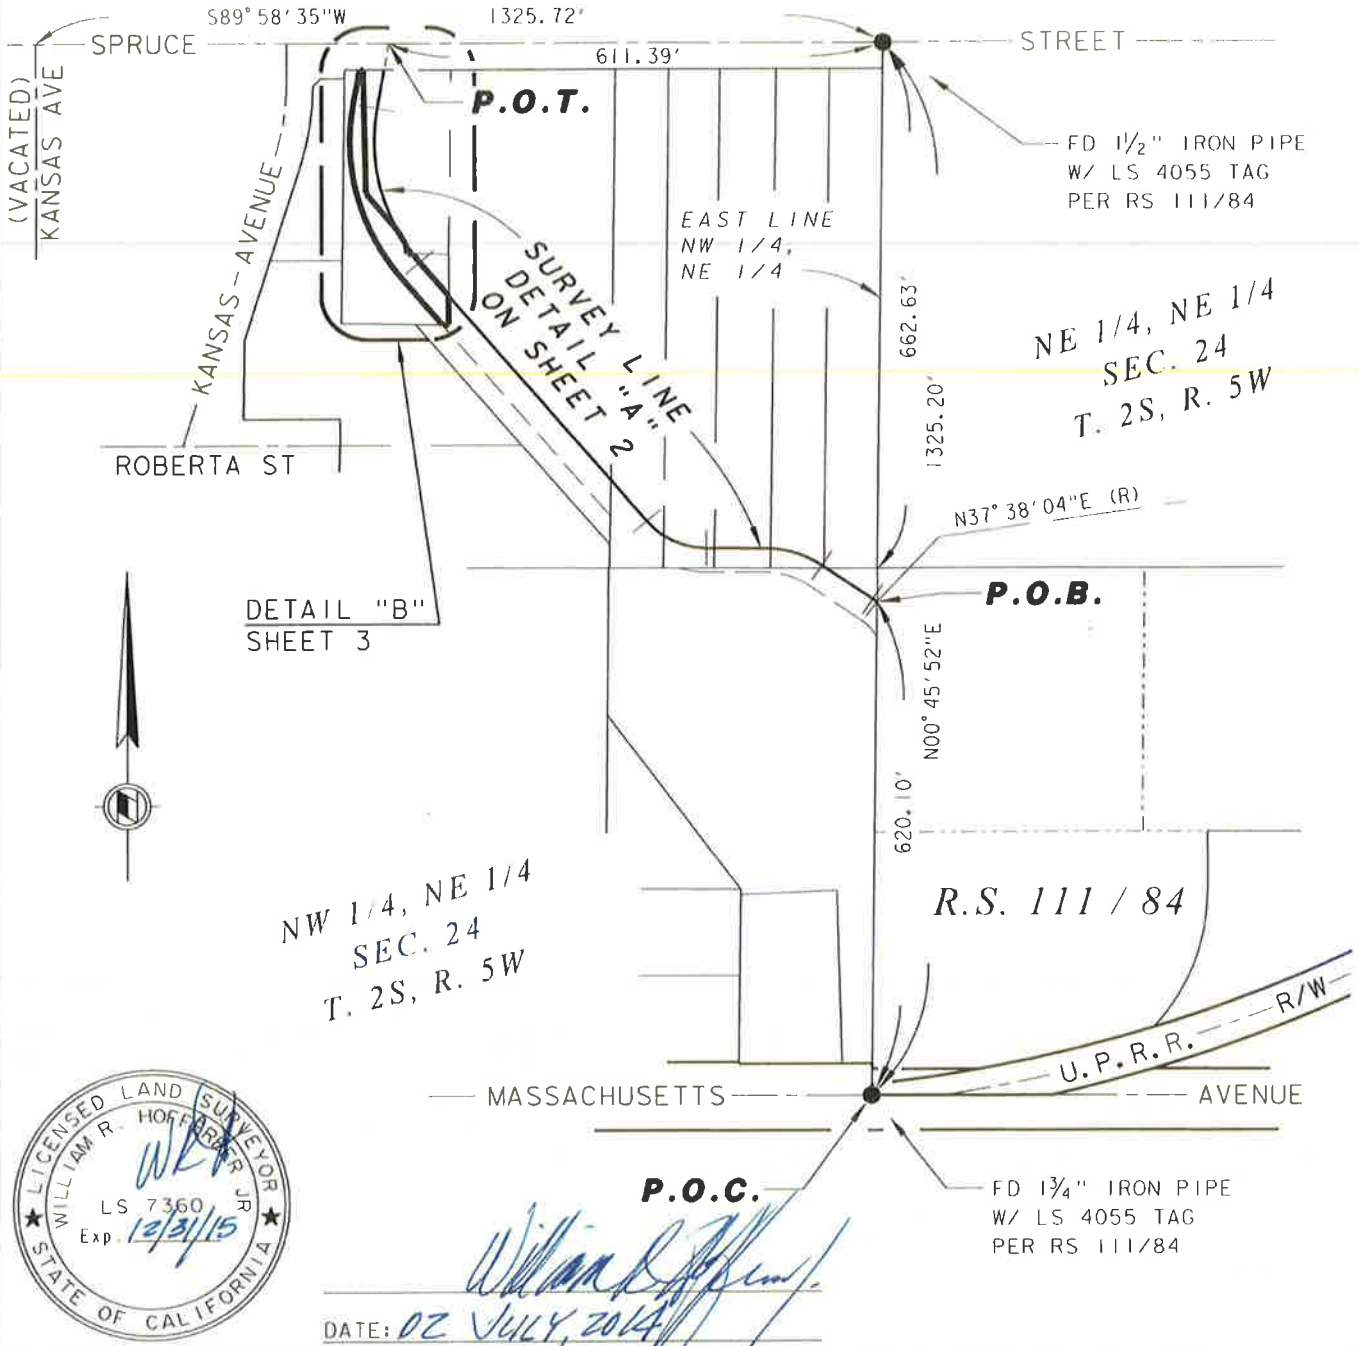 S89°58'35"W
1325.72'
SPRUCE
STREET
611.39'
(VACATED)
KANSAS AVE
P.O.T.
FD 1½" IRON PIPE
W/ LS 4055 TAG
PER RS 111/84
KANSAS AVENUE
EAST LINE
NW 1/4,
NE 1/4
SURVEY LINE
DETAIL "A"
ON SHEET 2
662.63'
NE 1/4, NE 1/4
SEC. 24
T. 2S, R. 5W
1325.20'
ROBERTA ST
N37°38'04"E (R)
P.O.B.
DETAIL "B"
SHEET 3
N00°45'52"E
620.10'
NW 1/4, NE 1/4
SEC. 24
T. 2S, R. 5W
R.S. 111 / 84
U.P.R.R. R/W
MASSACHUSETTS
AVENUE
P.O.C.
FD 1¾" IRON PIPE
W/ LS 4055 TAG
PER RS 111/84
LICENSED LAND SURVEYOR
WILLIAM R. HOFFERBER JR
LS 7360
Exp. 12/31/15
STATE OF CALIFORNIA
DATE: 02 JULY, 2014